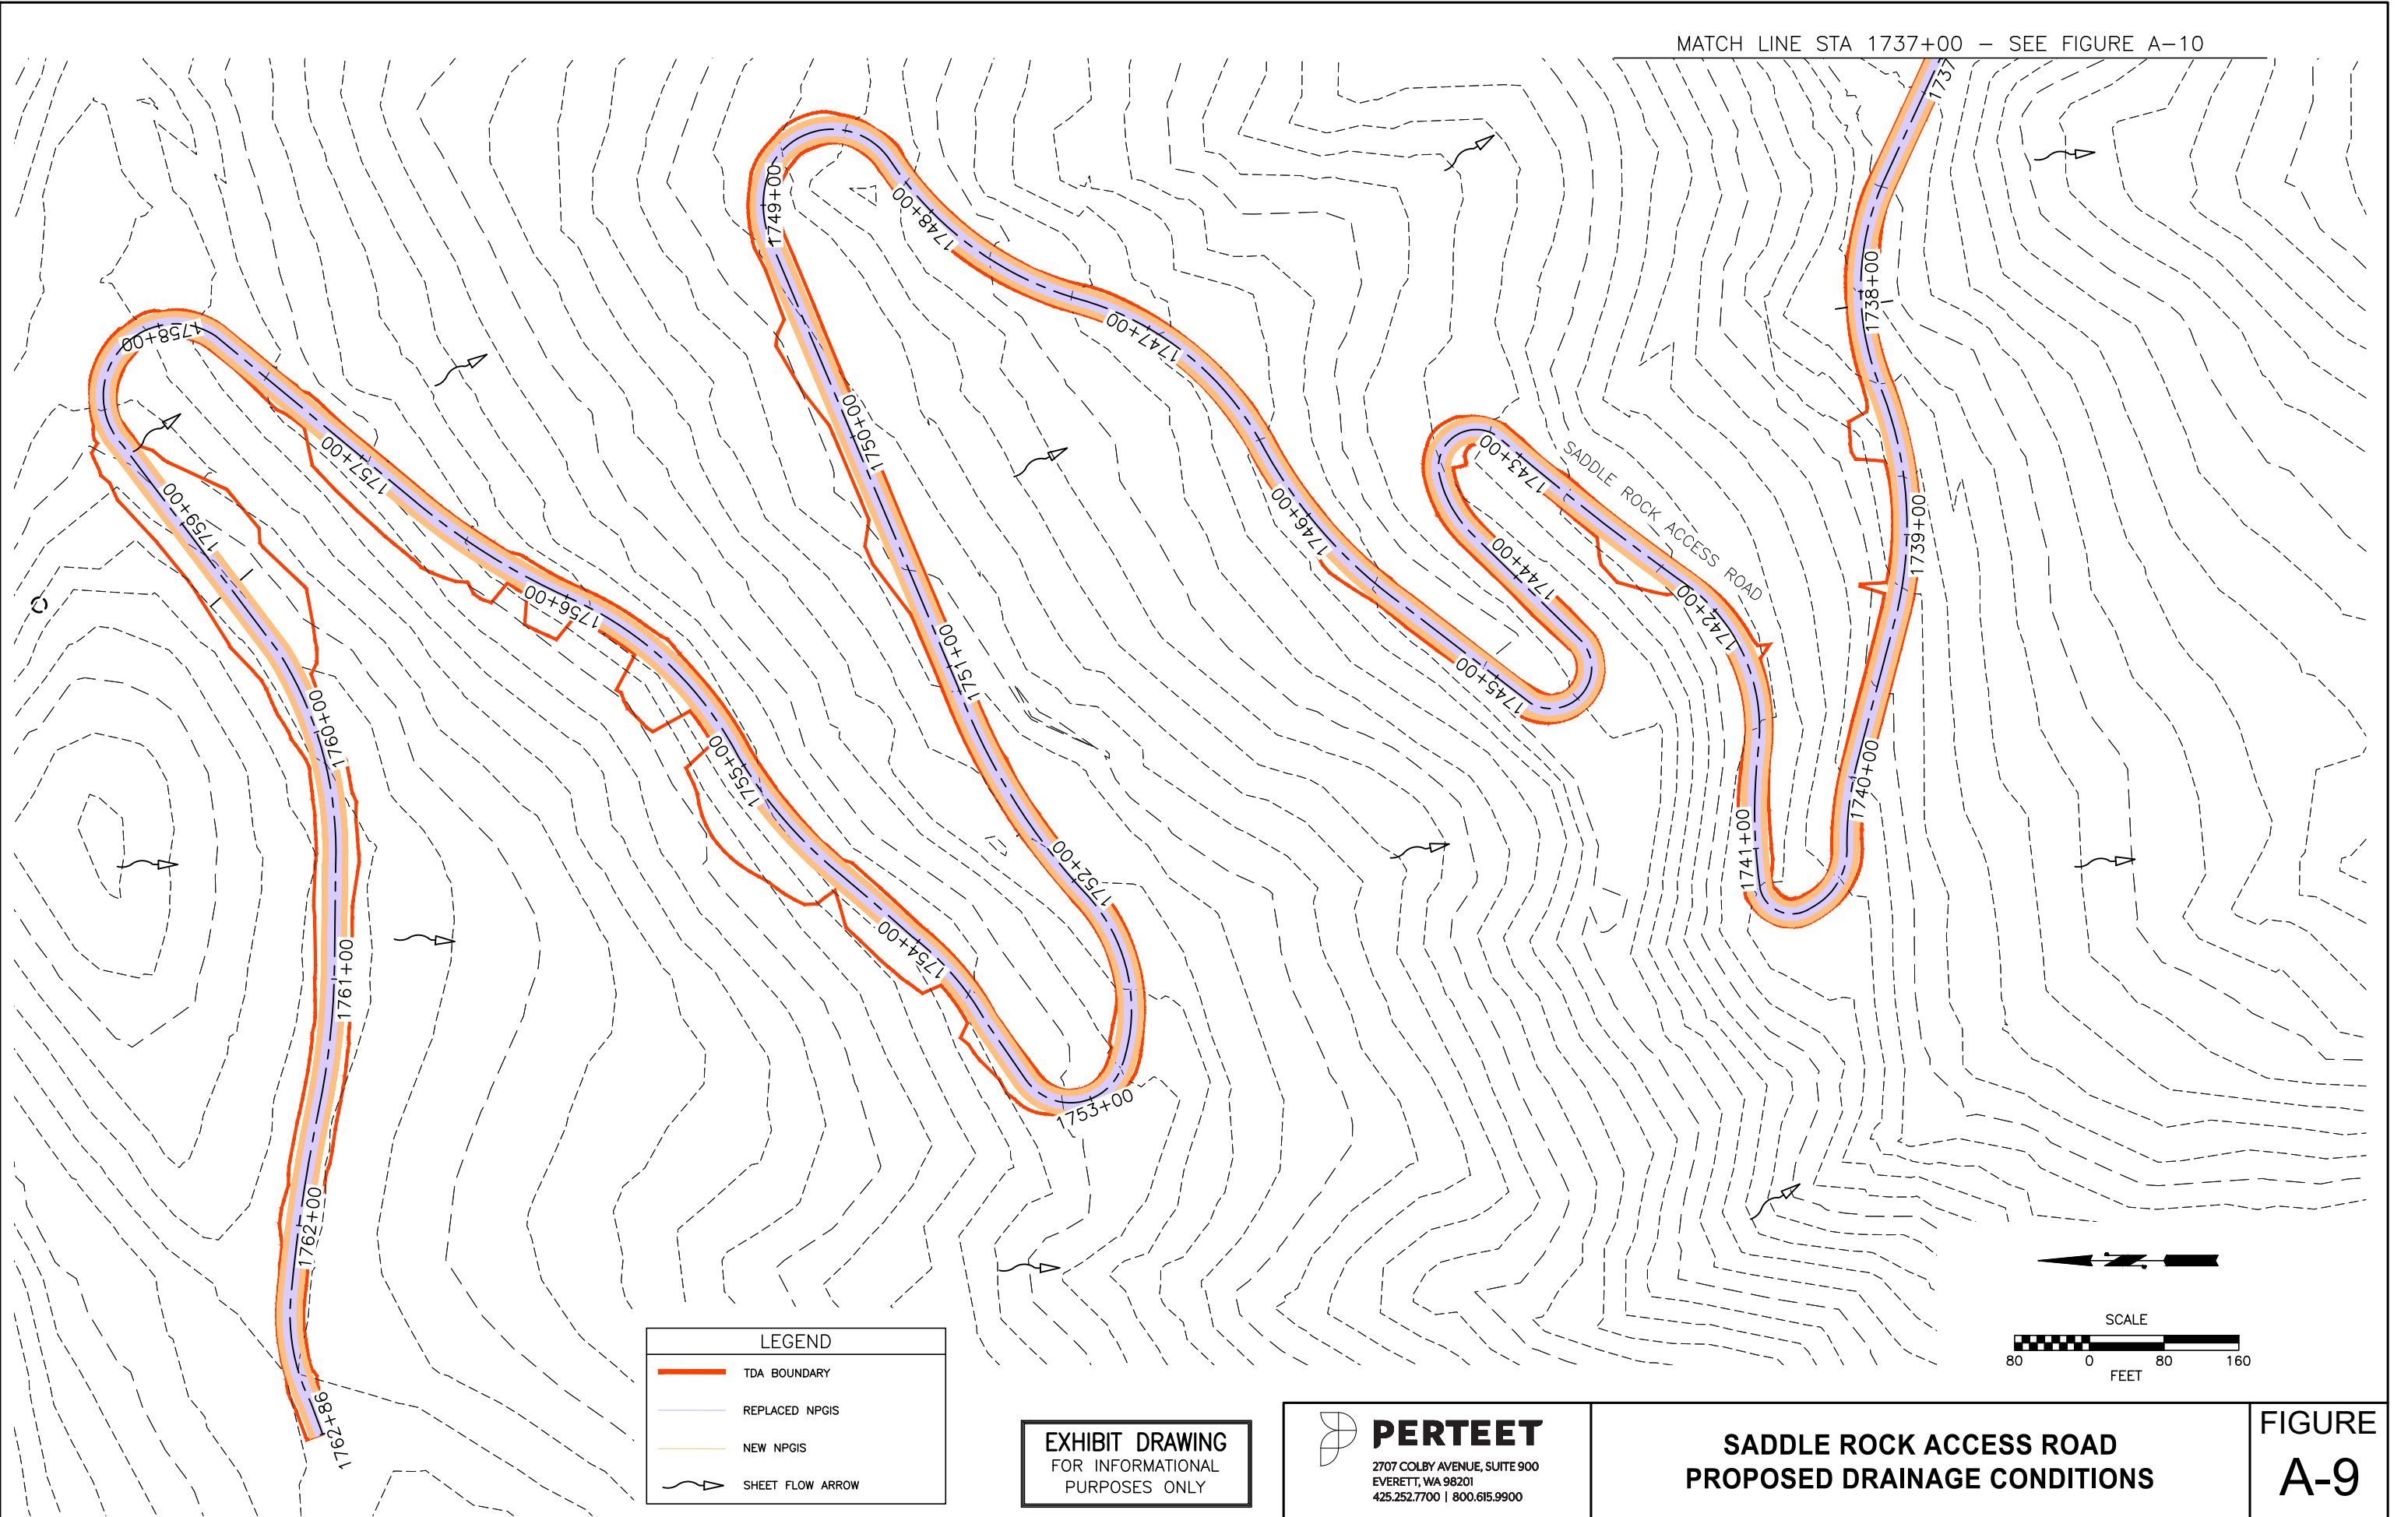 MATCH LINE STA 1737+00 – SEE FIGURE A–10
1737
1738+00
1739+00
1740+00
1741+00
1742+00
SADDLE ROCK ACCESS ROAD
1743+00
1744+00
1745+00
1746+00
1747+00
1748+00
1749+00
1750+00
1751+00
1752+00
1753+00
1754+00
1755+00
1756+00
1757+00
1758+00
1759+00
1760+00
1761+00
1762+00
1762+86
SCALE
80 0 80 160
FEET
LEGEND
TDA BOUNDARY
REPLACED NPGIS
NEW NPGIS
SHEET FLOW ARROW
EXHIBIT DRAWING
FOR INFORMATIONAL
PURPOSES ONLY
PERTEET
2707 COLBY AVENUE, SUITE 900
EVERETT, WA 98201
425.252.7700 | 800.615.9900
SADDLE ROCK ACCESS ROAD
PROPOSED DRAINAGE CONDITIONS
FIGURE
A-9